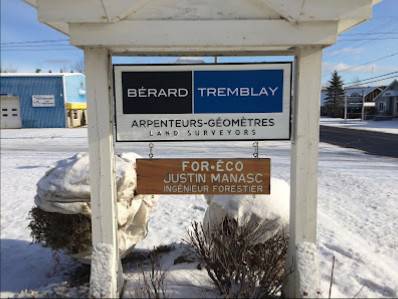 BÉRARD TREMBLAY
ARPENTEURS-GÉOMÈTRES
LAND SURVEYORS
FOR•ÉCO
JUSTIN MANASC
INGÉNIEUR FORESTIER